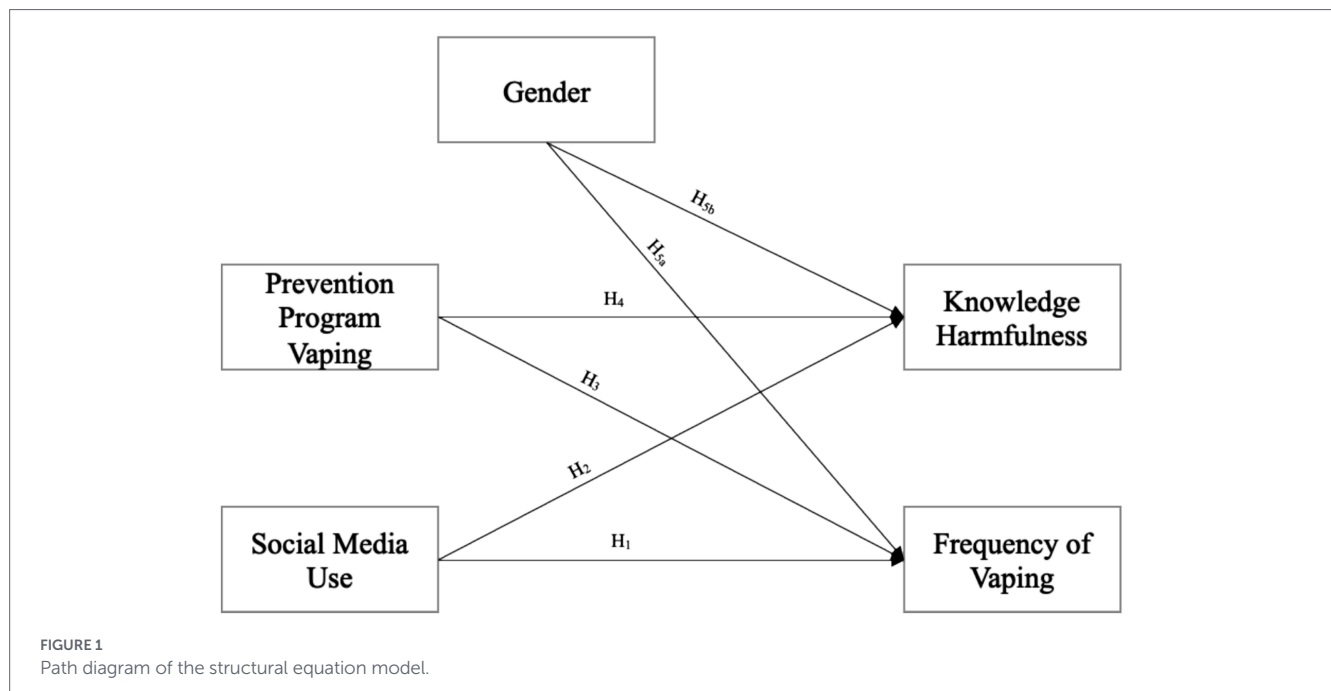 Gender
H5b
H5a
Prevention
Program
Vaping
H4
Knowledge
Harmfulness
H3
H2
Social Media
Use
H1
Frequency of
Vaping
FIGURE 1
Path diagram of the structural equation model.